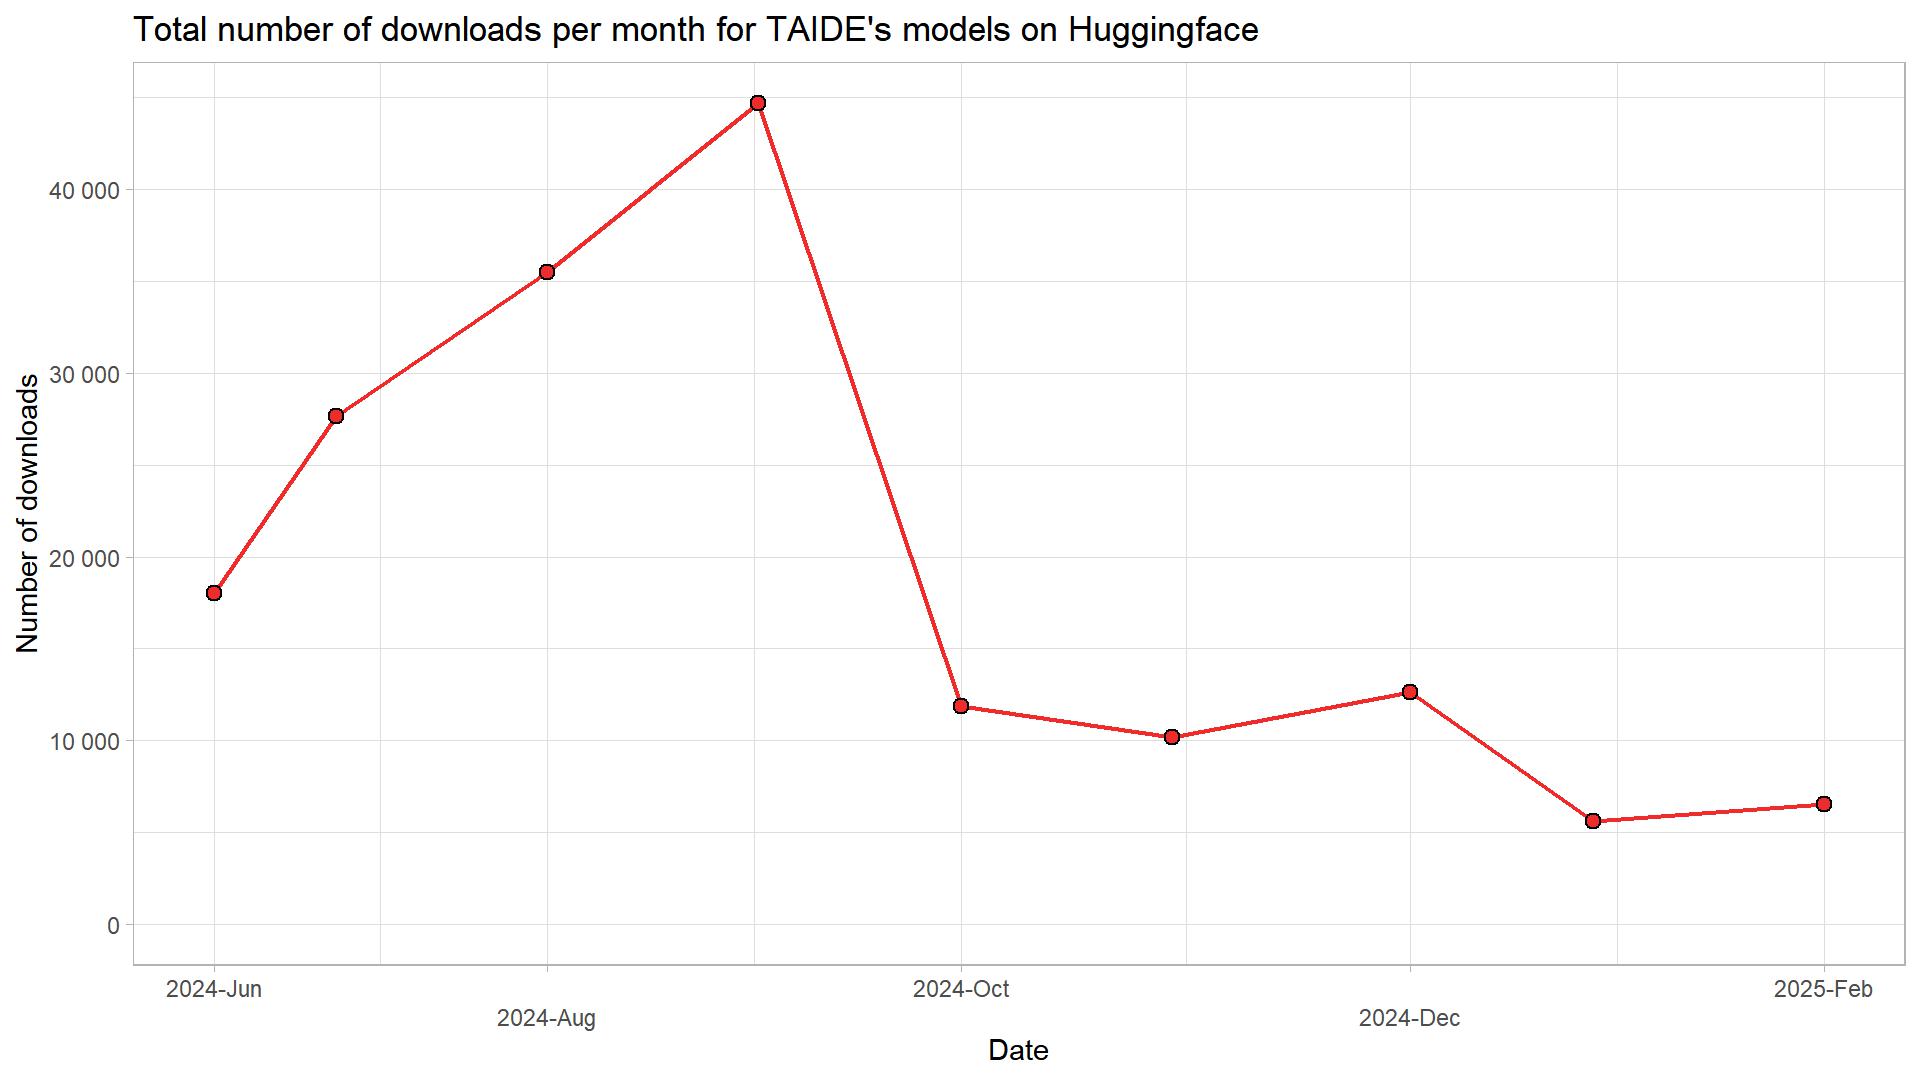 Total number of downloads per month for TAIDE's models on Huggingface
Number of downloads
40 000
30 000
20 000
10 000
0
2024-Jun
2024-Aug
2024-Oct
2024-Dec
2025-Feb
Date